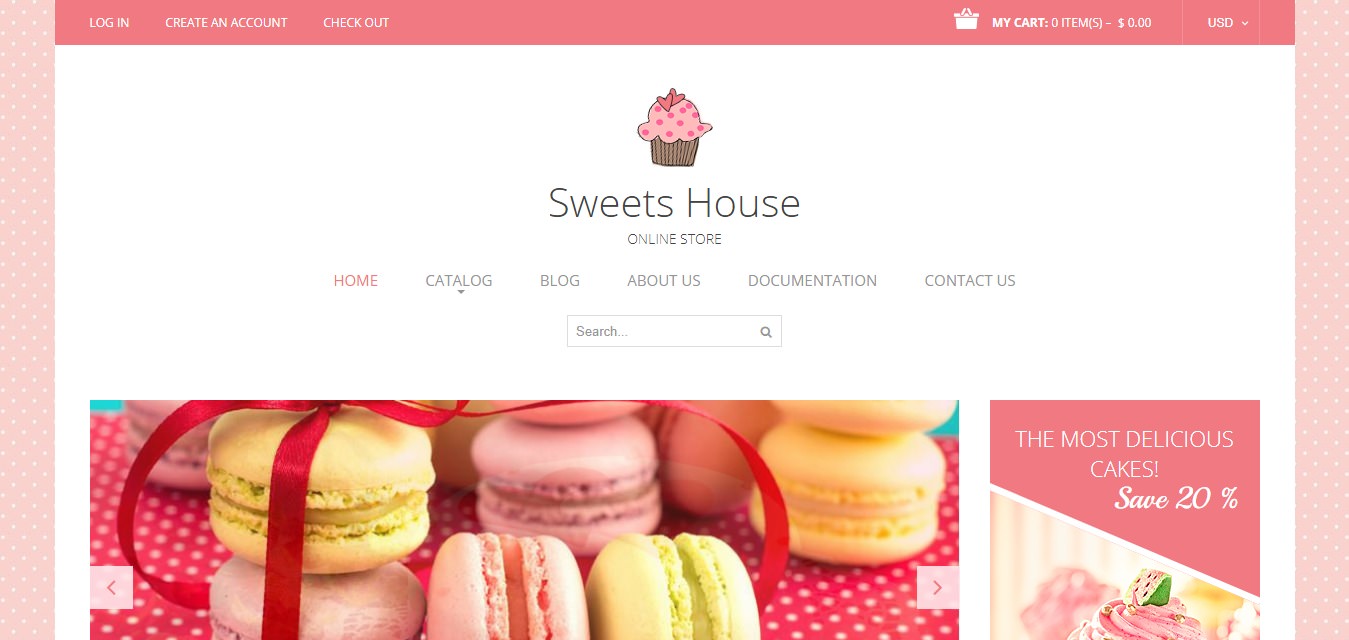 LOG IN CREATE AN ACCOUNT CHECK OUT MY CART: 0 ITEM(S) – $ 0.00 USD
Sweets House
ONLINE STORE
HOME CATALOG BLOG ABOUT US DOCUMENTATION CONTACT US
Search...
THE MOST DELICIOUS
CAKES!
Save 20 %